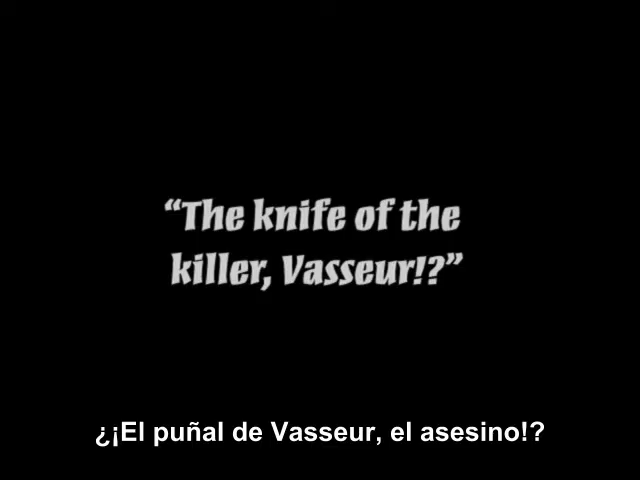 “The knife of the
killer, Vasseur!?”
¿¡El puñal de Vasseur, el asesino!?